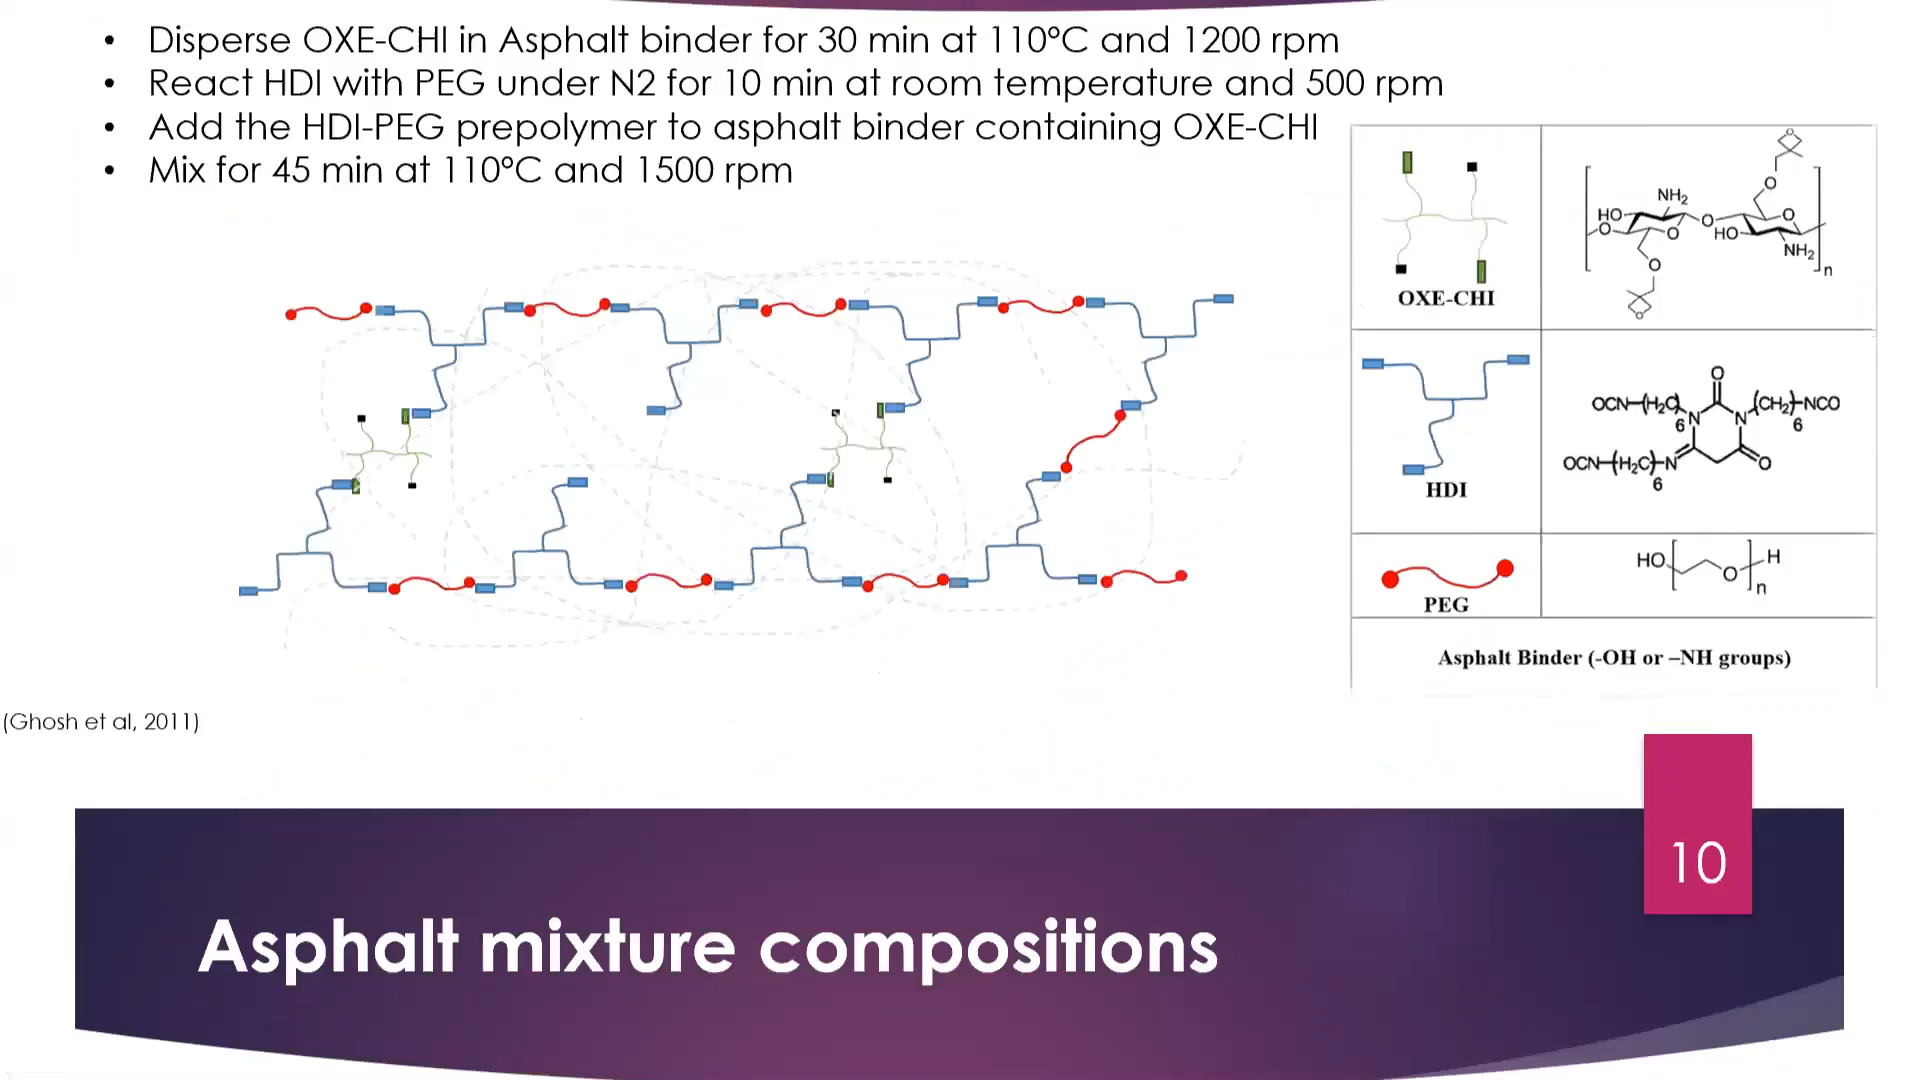 • Disperse OXE-CHI in Asphalt binder for 30 min at 110°C and 1200 rpm
• React HDI with PEG under N2 for 10 min at room temperature and 500 rpm
• Add the HDI-PEG prepolymer to asphalt binder containing OXE-CHI
• Mix for 45 min at 110°C and 1500 rpm
OXE-CHI
O
O
NH2
HO
O
O
O
O
HO
NH2
O
n
O
HDI
O
OCN-(H2C)
6
N
N
(CH2)-NCO
6
OCN-(H2C)-N
6
O
PEG
HO
O
H
n
Asphalt Binder (-OH or –NH groups)
(Ghosh et al, 2011)
10
Asphalt mixture compositions